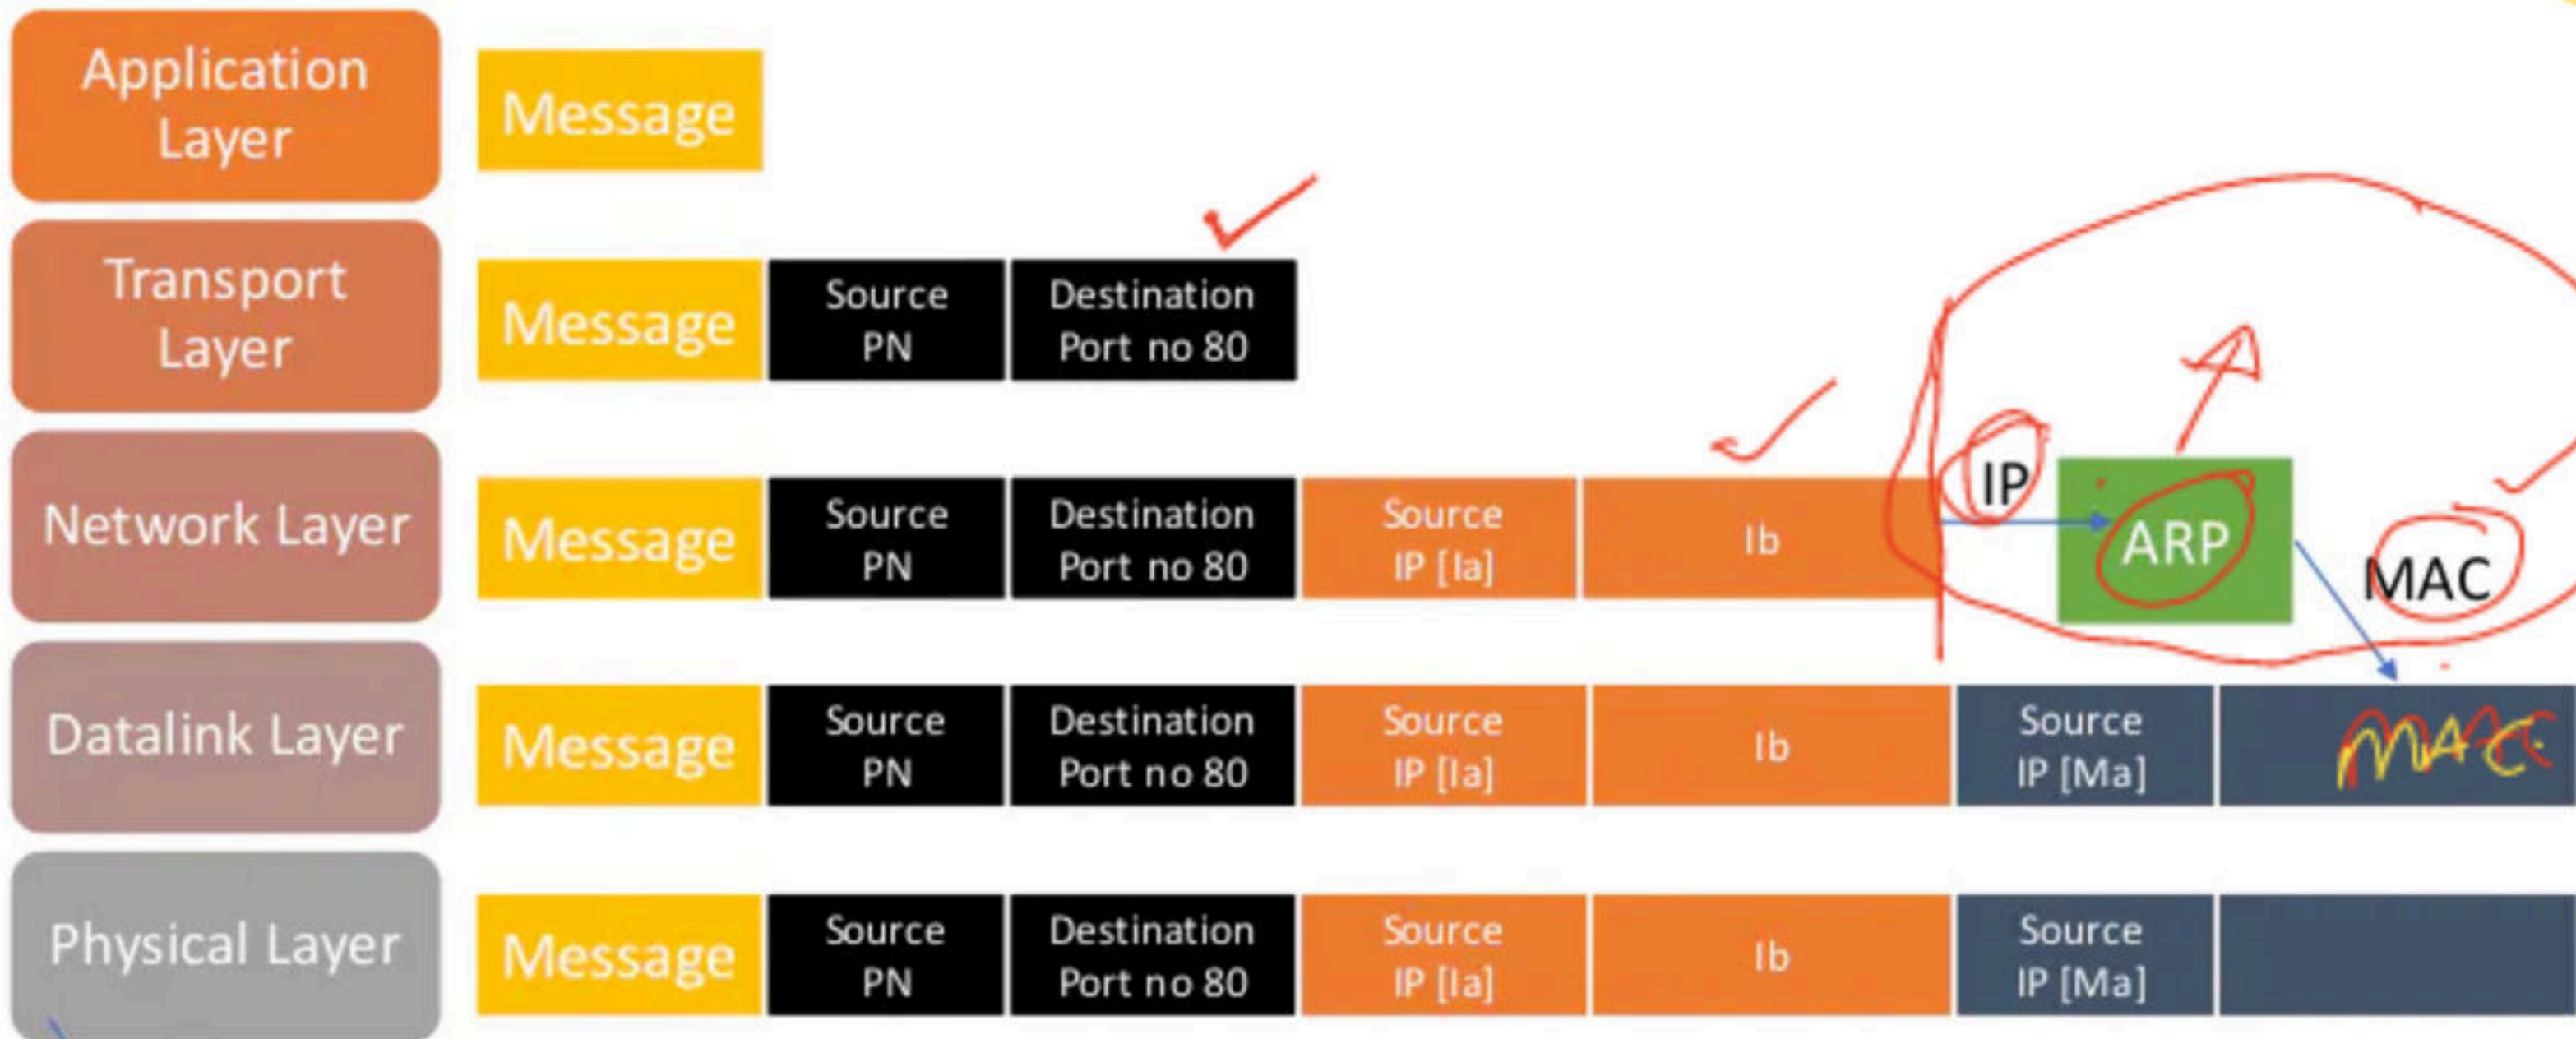 Application
Layer
Message
Transport
Layer
Message
Source
PN
Destination
Port no 80
Network Layer
Message
Source
PN
Destination
Port no 80
Source
IP [Ia]
Ib
IP
ARP
MAC
Datalink Layer
Message
Source
PN
Destination
Port no 80
Source
IP [Ia]
Ib
Source
IP [Ma]
MAC
Physical Layer
Message
Source
PN
Destination
Port no 80
Source
IP [Ia]
Ib
Source
IP [Ma]